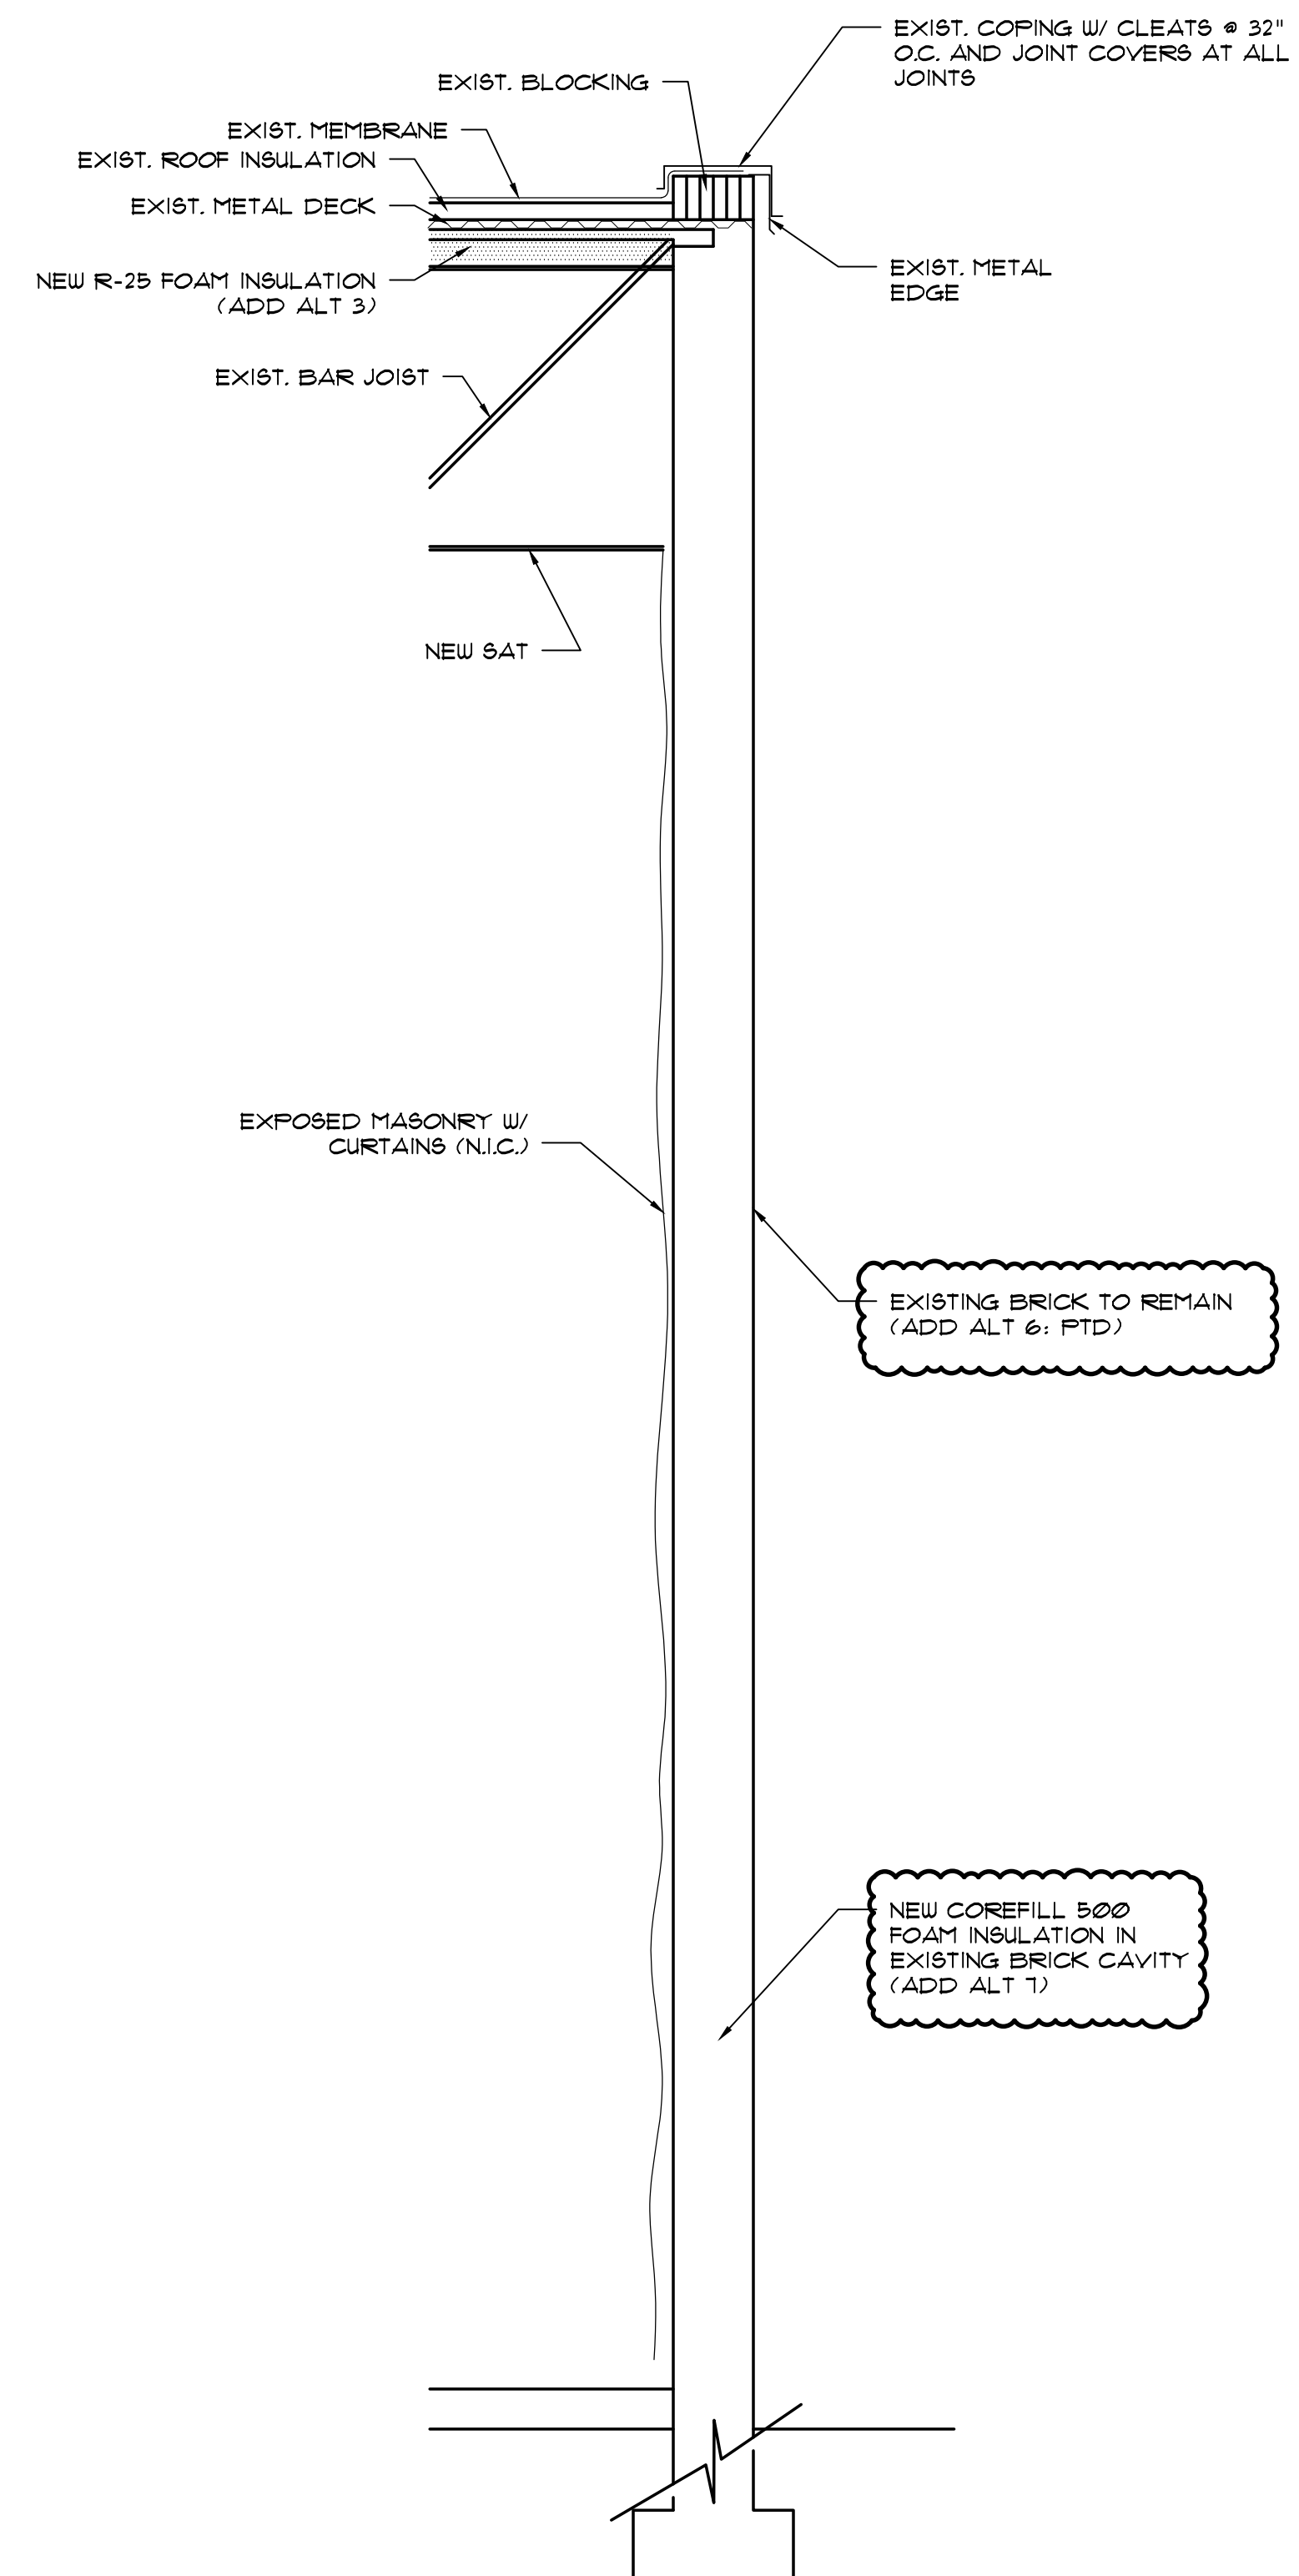 EXIST. COPING W/ CLEATS @ 32"
O.C. AND JOINT COVERS AT ALL
JOINTS
EXIST. BLOCKING
EXIST. MEMBRANE
EXIST. ROOF INSULATION
EXIST. METAL DECK
EXIST. METAL
EDGE
NEW R-25 FOAM INSULATION
(ADD ALT 3)
EXIST. BAR JOIST
NEW SAT
EXPOSED MASONRY W/
CURTAINS (N.I.C.)
EXISTING BRICK TO REMAIN
(ADD ALT 6: PTD)
NEW COREFILL 500
FOAM INSULATION IN
EXISTING BRICK CAVITY
(ADD ALT 7)